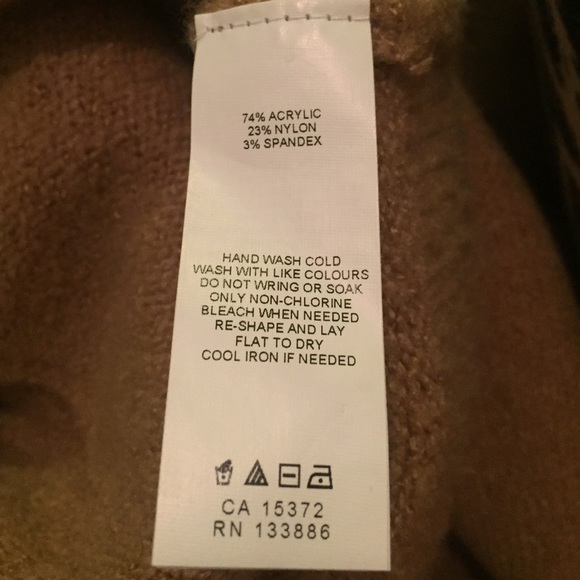 74% ACRYLIC
23% NYLON
3% SPANDEX
HAND WASH COLD
WASH WITH LIKE COLOURS
DO NOT WRING OR SOAK
ONLY NON-CHLORINE
BLEACH WHEN NEEDED
RE-SHAPE AND LAY
FLAT TO DRY
COOL IRON IF NEEDED
CA 15372
RN 133886